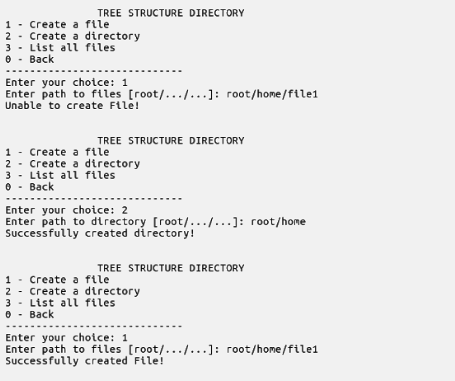 TREE STRUCTURE DIRECTORY
1 - Create a file
2 - Create a directory
3 - List all files
0 - Back
-----------------------------
Enter your choice: 1
Enter path to files [root/.../...]: root/home/file1
Unable to create File!
TREE STRUCTURE DIRECTORY
1 - Create a file
2 - Create a directory
3 - List all files
0 - Back
-----------------------------
Enter your choice: 2
Enter path to directory [root/.../...]: root/home
Successfully created directory!
TREE STRUCTURE DIRECTORY
1 - Create a file
2 - Create a directory
3 - List all files
0 - Back
-----------------------------
Enter your choice: 1
Enter path to files [root/.../...]: root/home/file1
Successfully created File!